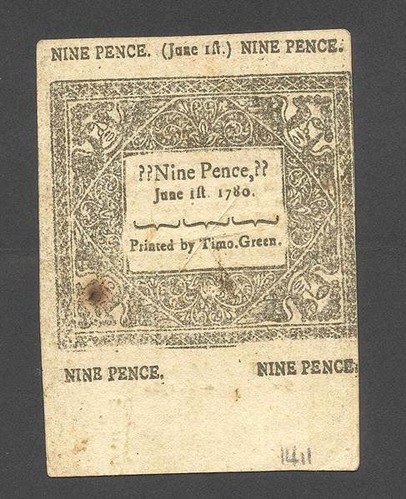 NINE PENCE. (June 1ſt.) NINE PENCE.
??Nine Pence,??
June 1ſt. 1780.
Printed by Timo. Green.
NINE PENCE. NINE PENCE.
1411